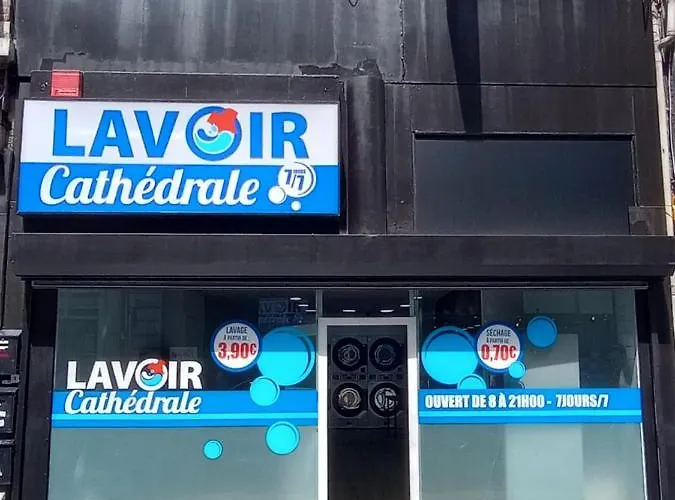 LAVOIR
Cathédrale
7 JOURS /7
LAVAGE
À PARTIR DE:
3,90€
SÉCHAGE
À PARTIR DE:
0,70€
LAVOIR
Cathédrale
OUVERT DE 8 À 21H00 - 7JOURS/7